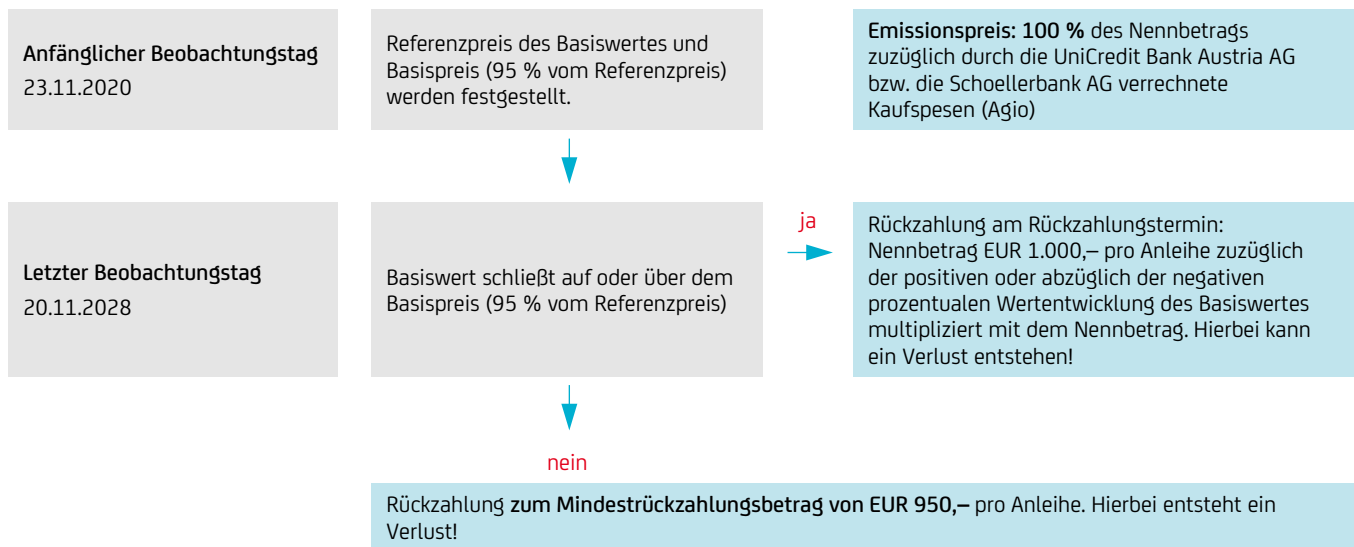 Anfänglicher Beobachtungstag
23.11.2020
Referenzpreis des Basiswertes und
Basispreis (95 % vom Referenzpreis)
werden festgestellt.
Emissionspreis: 100 % des Nennbetrags
zuzüglich durch die UniCredit Bank Austria AG
bzw. die Schoellerbank AG verrechnete
Kaufspesen (Agio)
Letzter Beobachtungstag
20.11.2028
Basiswert schließt auf oder über dem
Basispreis (95 % vom Referenzpreis)
ja
Rückzahlung am Rückzahlungstermin:
Nennbetrag EUR 1.000,– pro Anleihe zuzüglich
der positiven oder abzüglich der negativen
prozentualen Wertentwicklung des Basiswertes
multipliziert mit dem Nennbetrag. Hierbei kann
ein Verlust entstehen!
nein
Rückzahlung zum Mindestrückzahlungsbetrag von EUR 950,– pro Anleihe. Hierbei entsteht ein
Verlust!